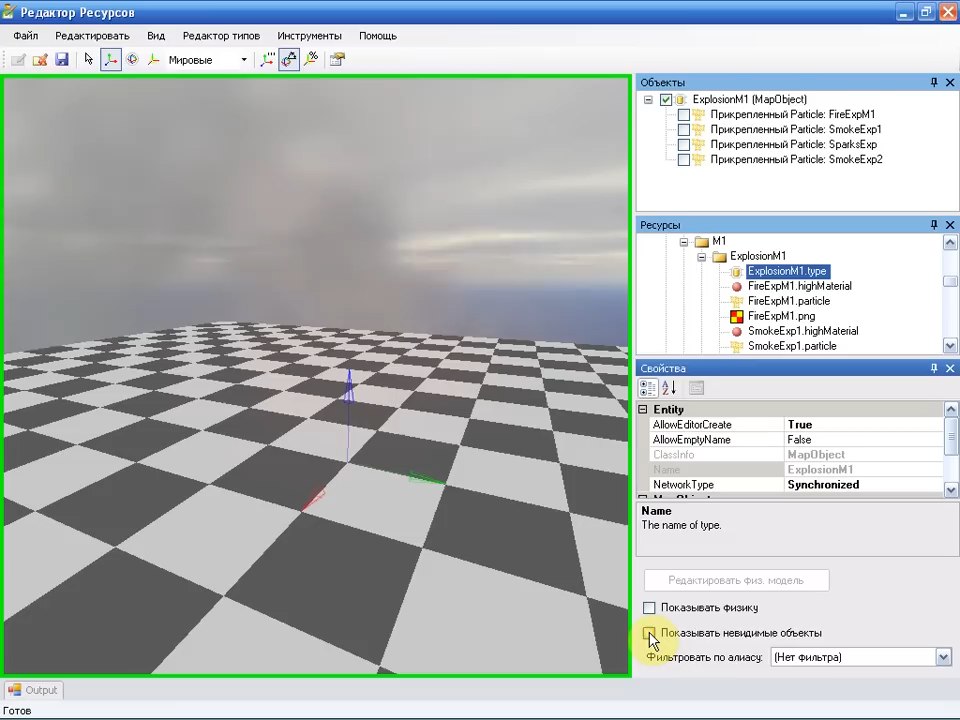 Редактор Ресурсов
Файл Редактировать Вид Редактор типов Инструменты Помощь
Мировые
Объекты
ExplosionM1 (MapObject)
Прикрепленный Particle: FireExpM1
Прикрепленный Particle: SmokeExp1
Прикрепленный Particle: SparksExp
Прикрепленный Particle: SmokeExp2
Ресурсы
M1
ExplosionM1
ExplosionM1.type
FireExpM1.highMaterial
FireExpM1.particle
FireExpM1.png
SmokeExp1.highMaterial
SmokeExp1.particle
Свойства
Entity
AllowEditorCreate True
AllowEmptyName False
ClassInfo MapObject
Name ExplosionM1
NetworkType Synchronized
Name
The name of type.
Редактировать физ. модель
Показывать физику
Показывать невидимые объекты
Фильтровать по алиасу: (Нет фильтра)
Output
Готов